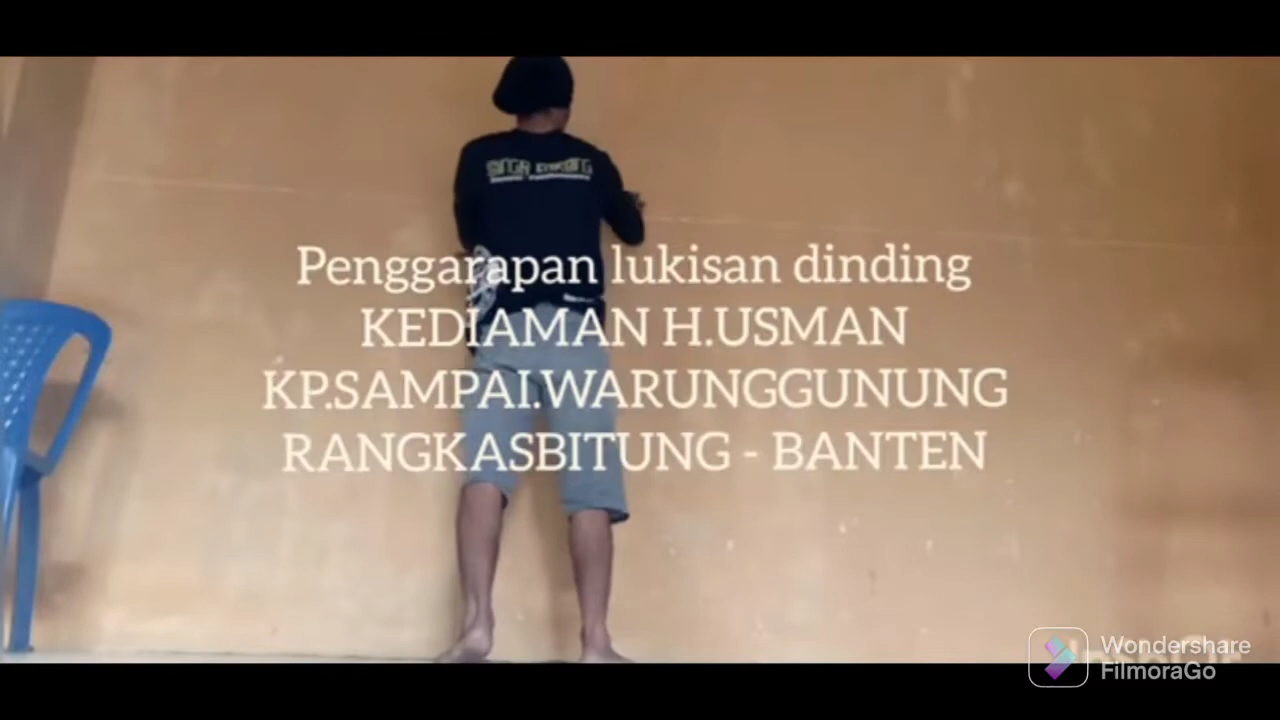 Penggarapan lukisan dinding
KEDIAMAN H.USMAN
KP.SAMPAI.WARUNGGUNUNG
RANGKASBITUNG - BANTEN
Wondershare
FilmoraGo